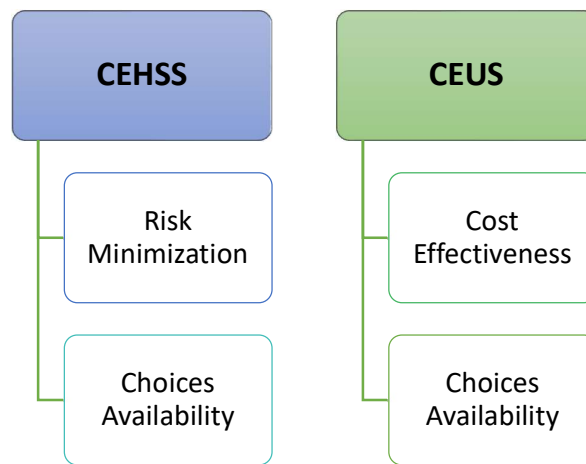 CEHSS
Risk
Minimization
Choices
Availability
CEUS
Cost
Effectiveness
Choices
Availability